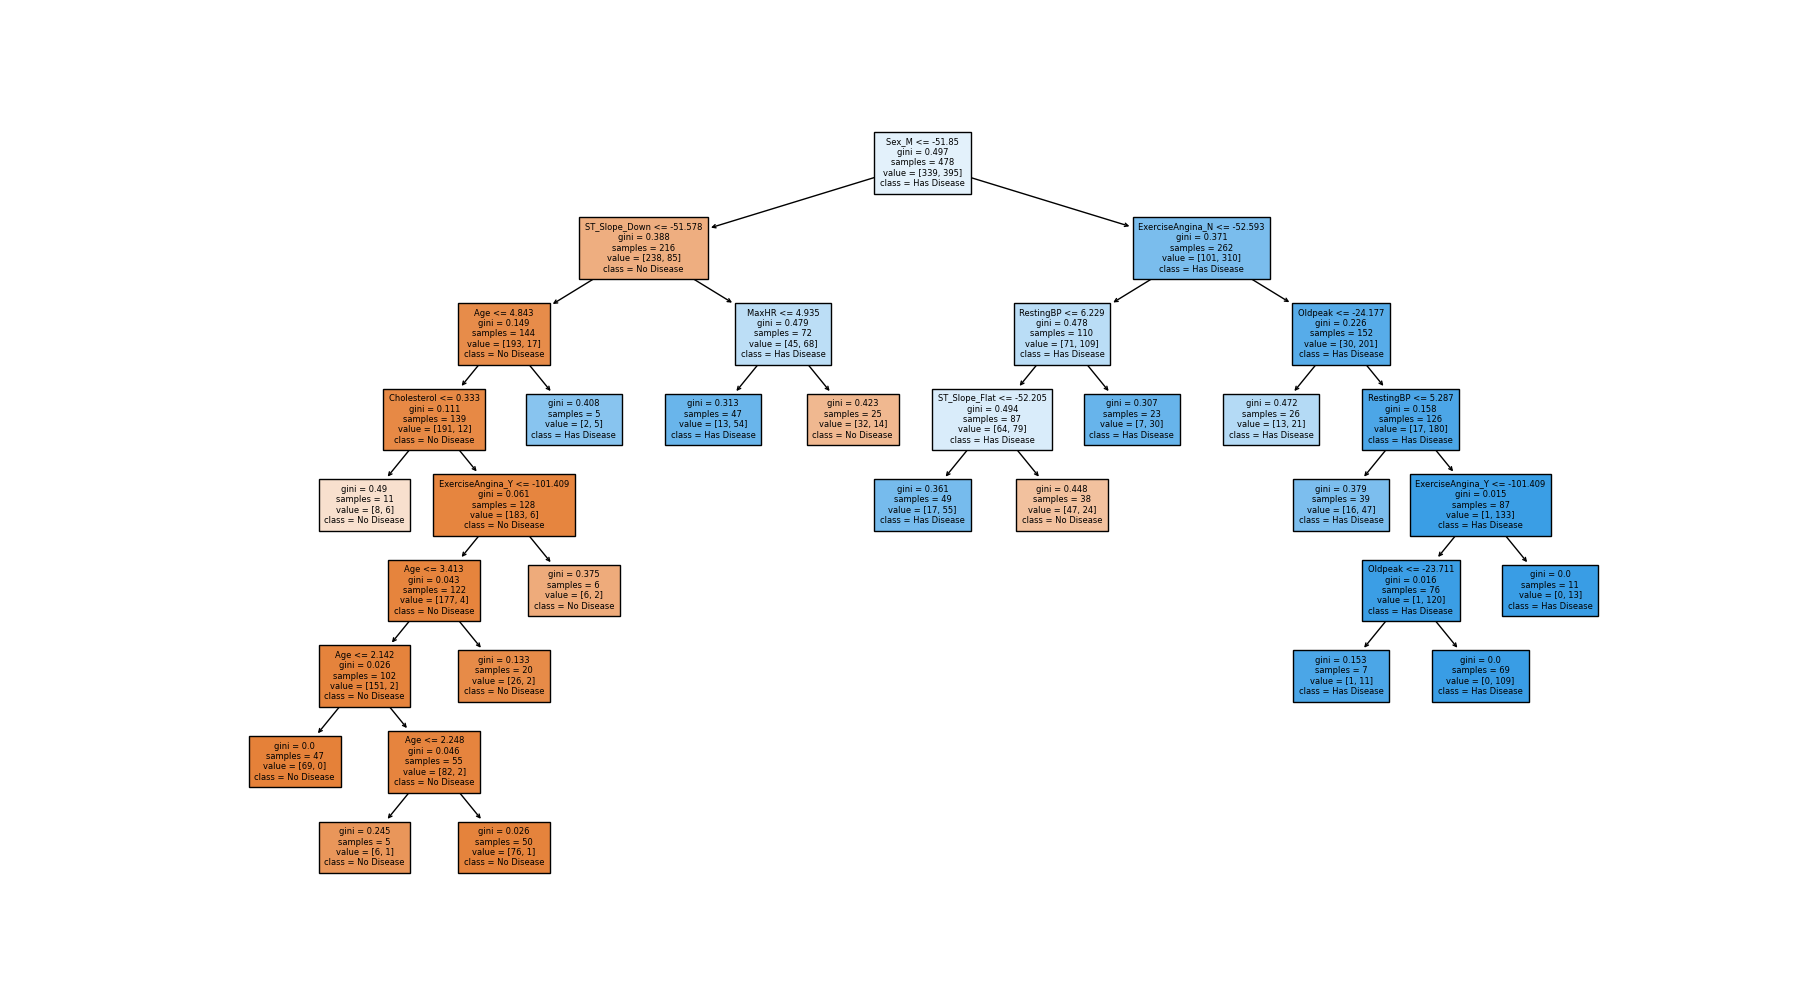 Sex_M <= -51.85
gini = 0.497
samples = 478
value = [339, 395]
class = Has Disease
ST_Slope_Down <= -51.578
gini = 0.388
samples = 216
value = [238, 85]
class = No Disease
ExerciseAngina_N <= -52.593
gini = 0.371
samples = 262
value = [101, 310]
class = Has Disease
Age <= 4.843
gini = 0.149
samples = 144
value = [193, 17]
class = No Disease
MaxHR <= 4.935
gini = 0.479
samples = 72
value = [45, 68]
class = Has Disease
RestingBP <= 6.229
gini = 0.478
samples = 110
value = [71, 109]
class = Has Disease
Oldpeak <= -24.177
gini = 0.226
samples = 152
value = [30, 201]
class = Has Disease
Cholesterol <= 0.333
gini = 0.111
samples = 139
value = [191, 12]
class = No Disease
gini = 0.408
samples = 5
value = [2, 5]
class = Has Disease
gini = 0.313
samples = 47
value = [13, 54]
class = Has Disease
gini = 0.423
samples = 25
value = [32, 14]
class = No Disease
ST_Slope_Flat <= -52.205
gini = 0.494
samples = 87
value = [64, 79]
class = Has Disease
gini = 0.307
samples = 23
value = [7, 30]
class = Has Disease
gini = 0.472
samples = 26
value = [13, 21]
class = Has Disease
RestingBP <= 5.287
gini = 0.158
samples = 126
value = [17, 180]
class = Has Disease
gini = 0.49
samples = 11
value = [8, 6]
class = No Disease
ExerciseAngina_Y <= -101.409
gini = 0.061
samples = 128
value = [183, 6]
class = No Disease
gini = 0.361
samples = 49
value = [17, 55]
class = Has Disease
gini = 0.448
samples = 38
value = [47, 24]
class = No Disease
gini = 0.379
samples = 39
value = [16, 47]
class = Has Disease
ExerciseAngina_Y <= -101.409
gini = 0.015
samples = 87
value = [1, 133]
class = Has Disease
Age <= 3.413
gini = 0.043
samples = 122
value = [177, 4]
class = No Disease
gini = 0.375
samples = 6
value = [6, 2]
class = No Disease
Oldpeak <= -23.711
gini = 0.016
samples = 76
value = [1, 120]
class = Has Disease
gini = 0.0
samples = 11
value = [0, 13]
class = Has Disease
Age <= 2.142
gini = 0.026
samples = 102
value = [151, 2]
class = No Disease
gini = 0.133
samples = 20
value = [26, 2]
class = No Disease
gini = 0.153
samples = 7
value = [1, 11]
class = Has Disease
gini = 0.0
samples = 69
value = [0, 109]
class = Has Disease
gini = 0.0
samples = 47
value = [69, 0]
class = No Disease
Age <= 2.248
gini = 0.046
samples = 55
value = [82, 2]
class = No Disease
gini = 0.245
samples = 5
value = [6, 1]
class = No Disease
gini = 0.026
samples = 50
value = [76, 1]
class = No Disease